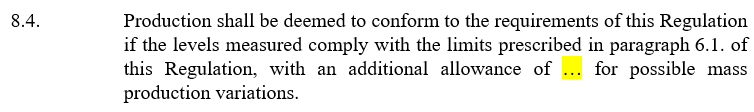 8.4. Production shall be deemed to conform to the requirements of this Regulation
if the levels measured comply with the limits prescribed in paragraph 6.1. of
this Regulation, with an additional allowance of … for possible mass
production variations.